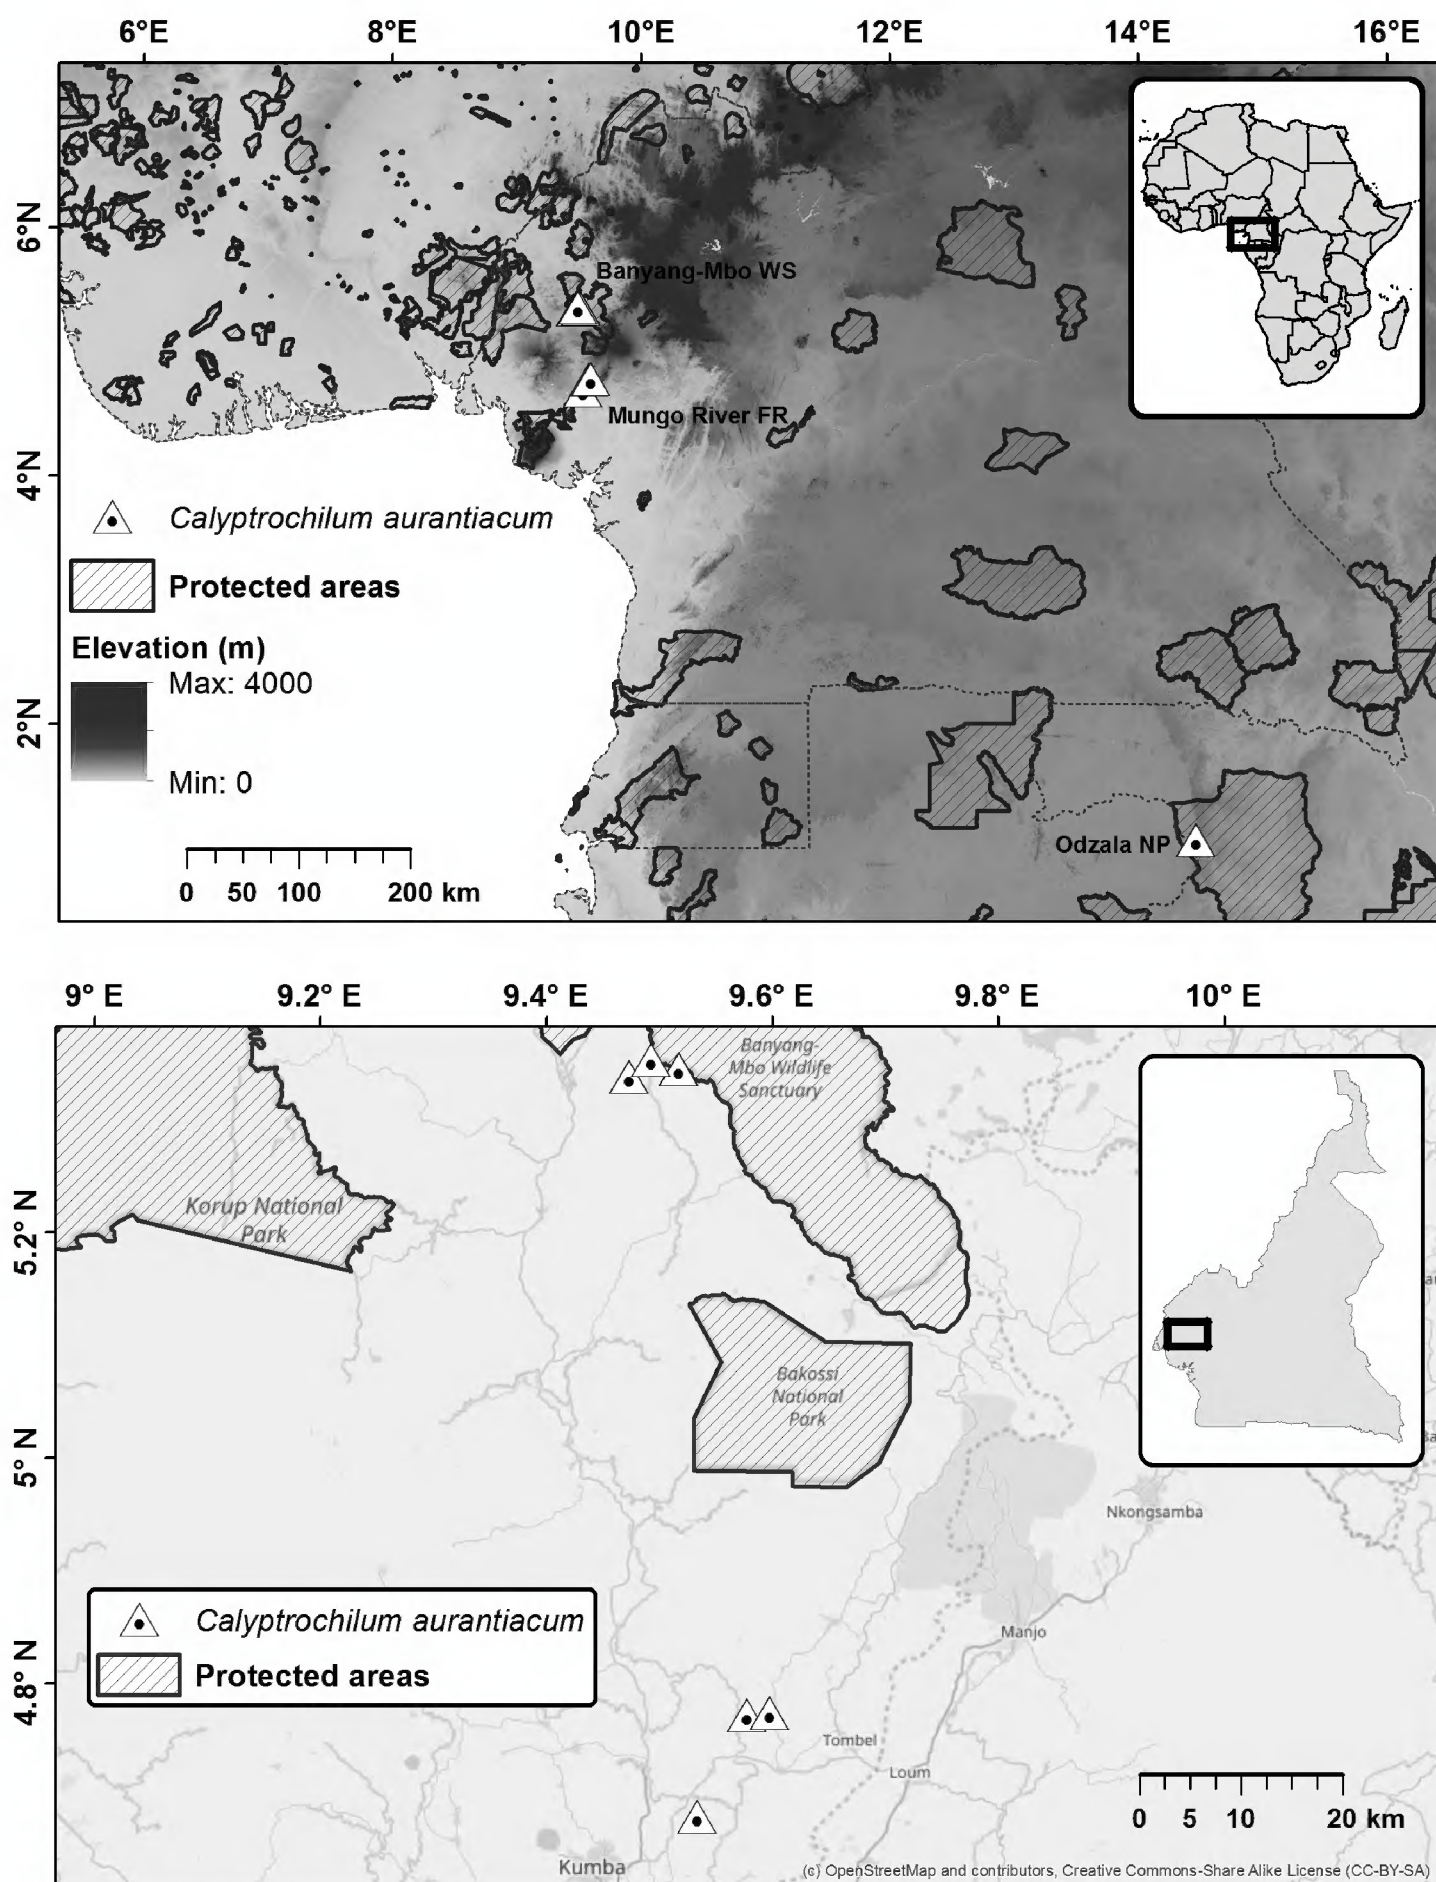 6°E 8°E 10°E 12°E 14°E 16°E
6°N
Banyang-Mbo WS
Mungo River FR
4°N
Calyptrochilum aurantiacum
Protected areas
Elevation (m)
Max: 4000
2°N
Min: 0
Odzala NP
0 50 100 200 km
9° E 9.2° E 9.4° E 9.6° E 9.8° E 10° E
Banyang-
Mbo Wildlife
Sanctuary
Korup National
Park
5.2° N
Bakossi
National
Park
5° N
Nkongsamba
Calyptrochilum aurantiacum
Manjo
Protected areas
4.8° N
Tombel
Loum
0 5 10 20 km
Kumba
(c) OpenStreetMap and contributors, Creative Commons-Share Alike License (CC-BY-SA)